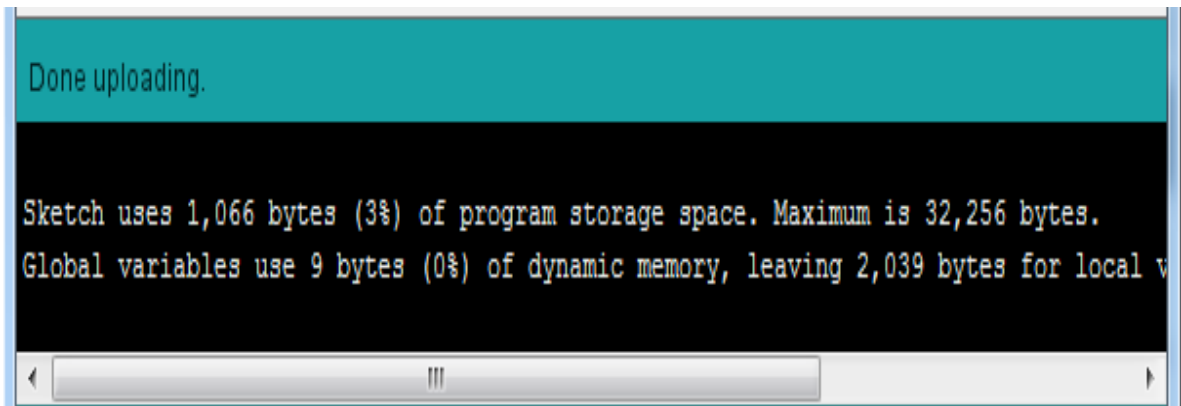 Done uploading.
Sketch uses 1,066 bytes (3%) of program storage space. Maximum is 32,256 bytes.
Global variables use 9 bytes (0%) of dynamic memory, leaving 2,039 bytes for local